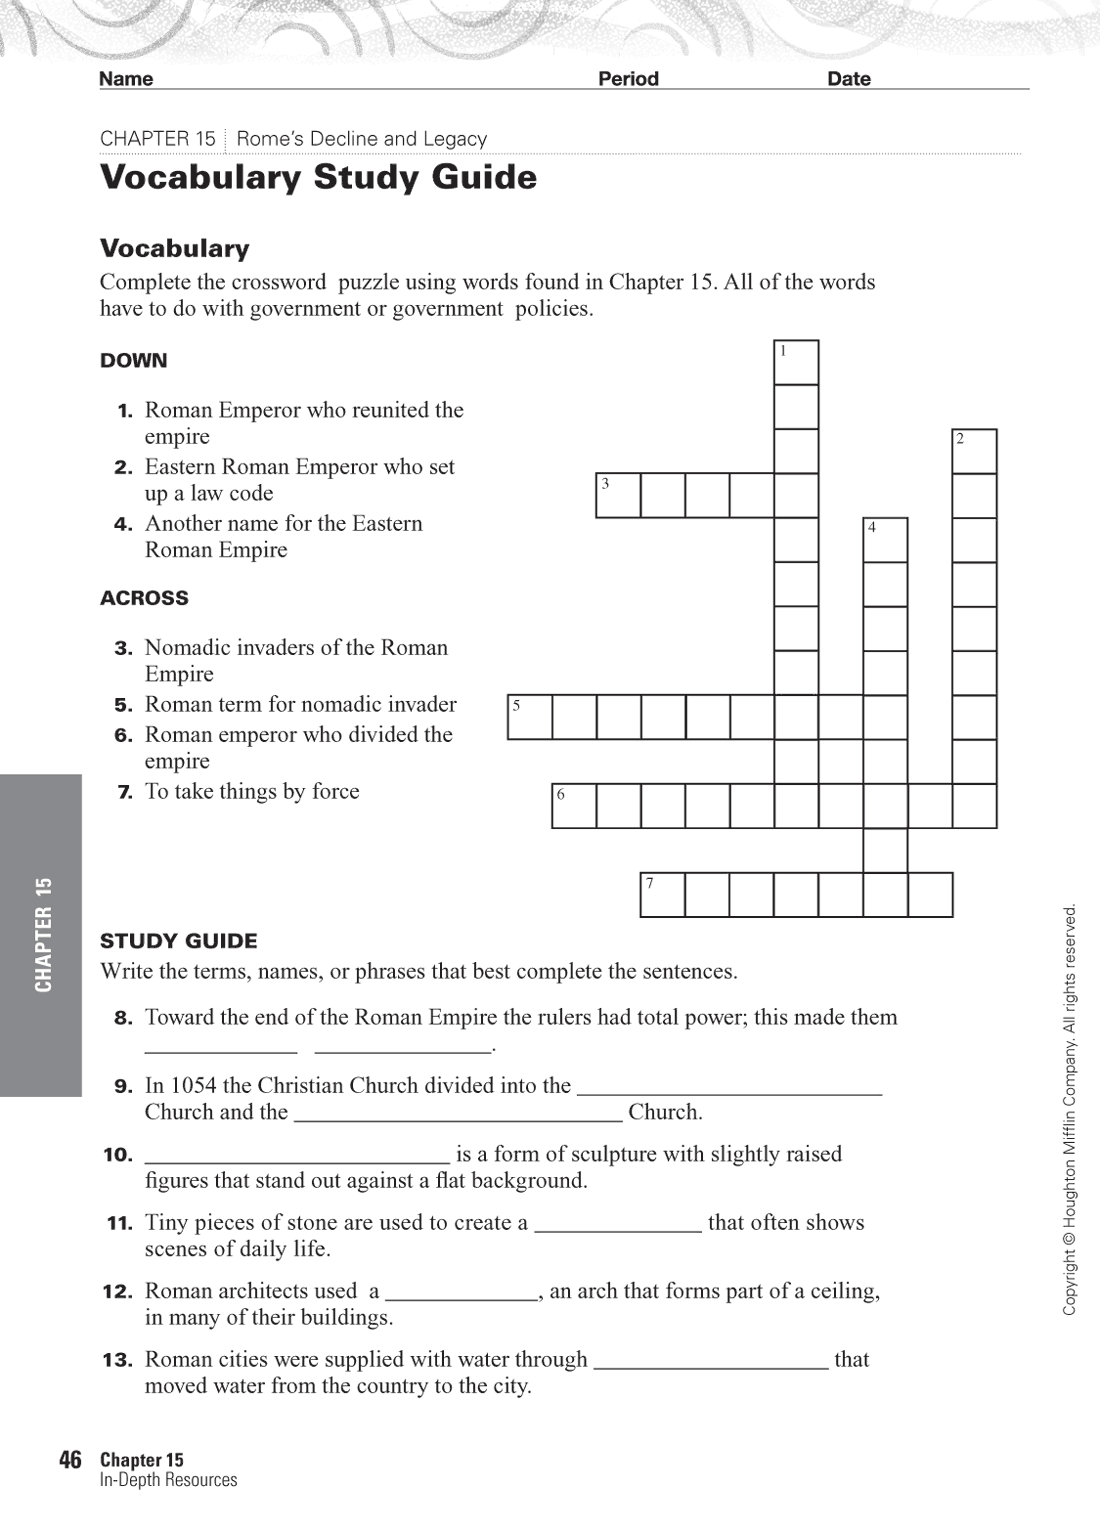 Name Period Date
CHAPTER 15 Rome's Decline and Legacy
Vocabulary Study Guide
Vocabulary
Complete the crossword puzzle using words found in Chapter 15. All of the words
have to do with government or government policies.
DOWN
1. Roman Emperor who reunited the
empire
2. Eastern Roman Emperor who set
up a law code
4. Another name for the Eastern
Roman Empire
ACROSS
3. Nomadic invaders of the Roman
Empire
5. Roman term for nomadic invader
6. Roman emperor who divided the
empire
7. To take things by force
1
2
3
4
5
6
7
STUDY GUIDE
Write the terms, names, or phrases that best complete the sentences.
8. Toward the end of the Roman Empire the rulers had total power; this made them
____________ ______________.
9. In 1054 the Christian Church divided into the ________________________
Church and the __________________________ Church.
10. ________________________ is a form of sculpture with slightly raised
figures that stand out against a flat background.
11. Tiny pieces of stone are used to create a _____________ that often shows
scenes of daily life.
12. Roman architects used a ____________, an arch that forms part of a ceiling,
in many of their buildings.
13. Roman cities were supplied with water through __________________ that
moved water from the country to the city.
CHAPTER 15
Copyright © Houghton Mifflin Company. All rights reserved.
46 Chapter 15
In-Depth Resources